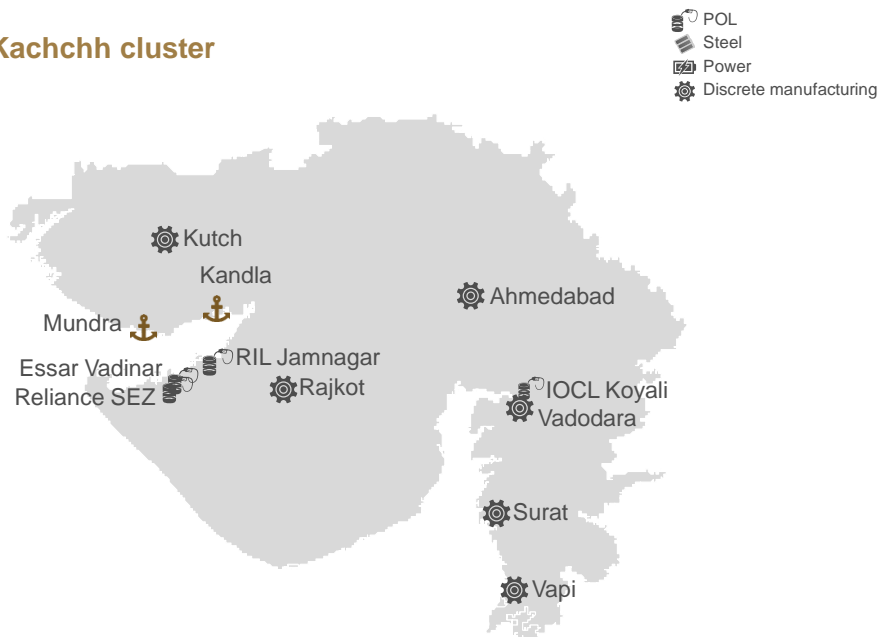 POL
Steel
Kachchh cluster
Power
Discrete manufacturing
Kutch
Kandla
Ahmedabad
Mundra
RIL Jamnagar
Essar Vadinar
Reliance SEZ
Rajkot
IOCL Koyali
Vadodara
Surat
Vapi